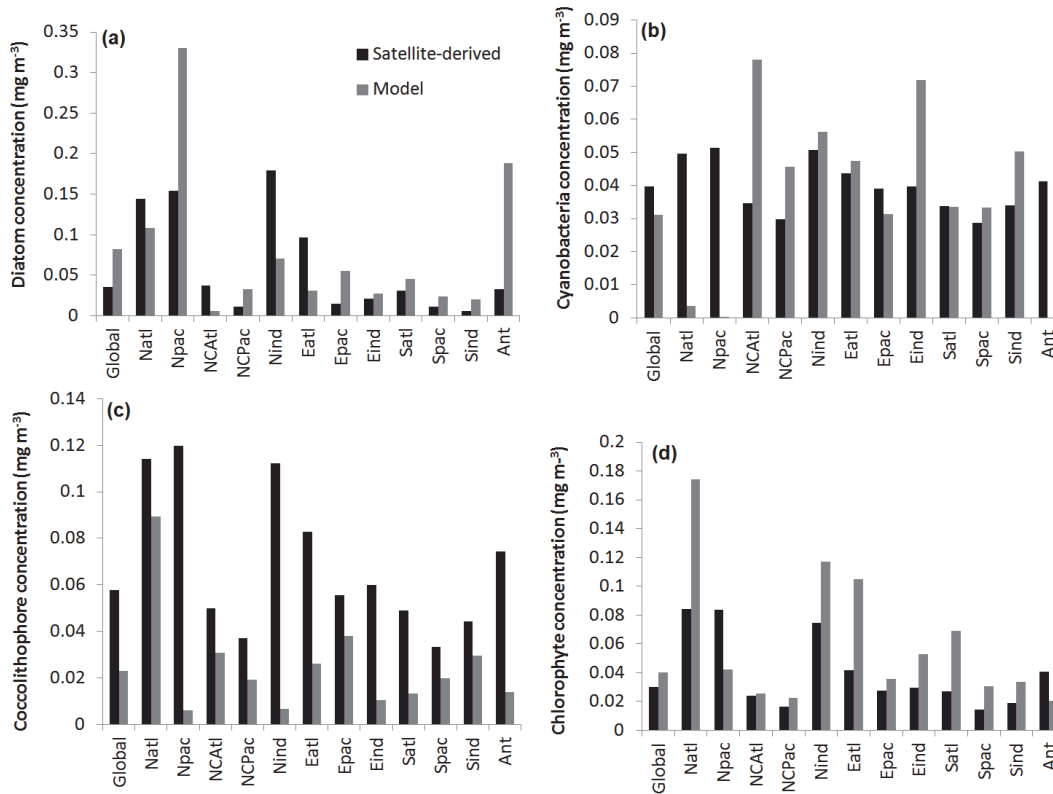 (a)
Diatom concentration (mg m⁻³)
0.35
0.3
0.25
0.2
0.15
0.1
0.05
0
Satellite-derived
Model
Global Natl Npac NCAtl NCPac Nind Eatl Epac Eind Satl Spac Sind Ant
(b)
Cyanobacteria concentration (mg m⁻³)
0.09
0.08
0.07
0.06
0.05
0.04
0.03
0.02
0.01
0
Global Natl Npac NCAtl NCPac Nind Eatl Epac Eind Satl Spac Sind Ant
(c)
Coccolithophore concentration (mg m⁻³)
0.14
0.12
0.1
0.08
0.06
0.04
0.02
0
Global Natl Npac NCAtl NCPac Nind Eatl Epac Eind Satl Spac Sind Ant
(d)
Chlorophyte concentration (mg m-³)
0.2
0.18
0.16
0.14
0.12
0.1
0.08
0.06
0.04
0.02
0
Global Natl Npac NCAtl NCPac Nind Eatl Epac Eind Satl Spac Sind Ant